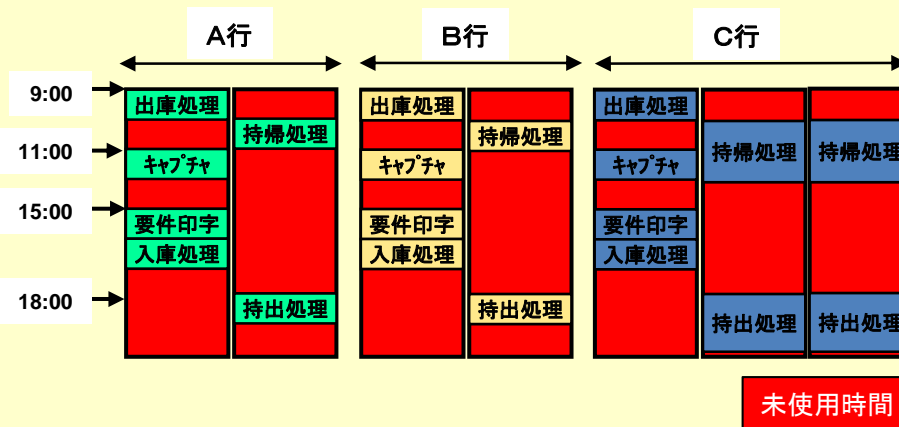 A行 B行 C行
9:00 出庫処理 出庫処理 出庫処理
持帰処理 持帰処理 持帰処理 持帰処理
11:00 ｷｬﾌﾟﾁｬ ｷｬﾌﾟﾁｬ ｷｬﾌﾟﾁｬ
15:00 要件印字 要件印字 要件印字
入庫処理 入庫処理 入庫処理
18:00 持出処理 持出処理 持出処理 持出処理
未使用時間